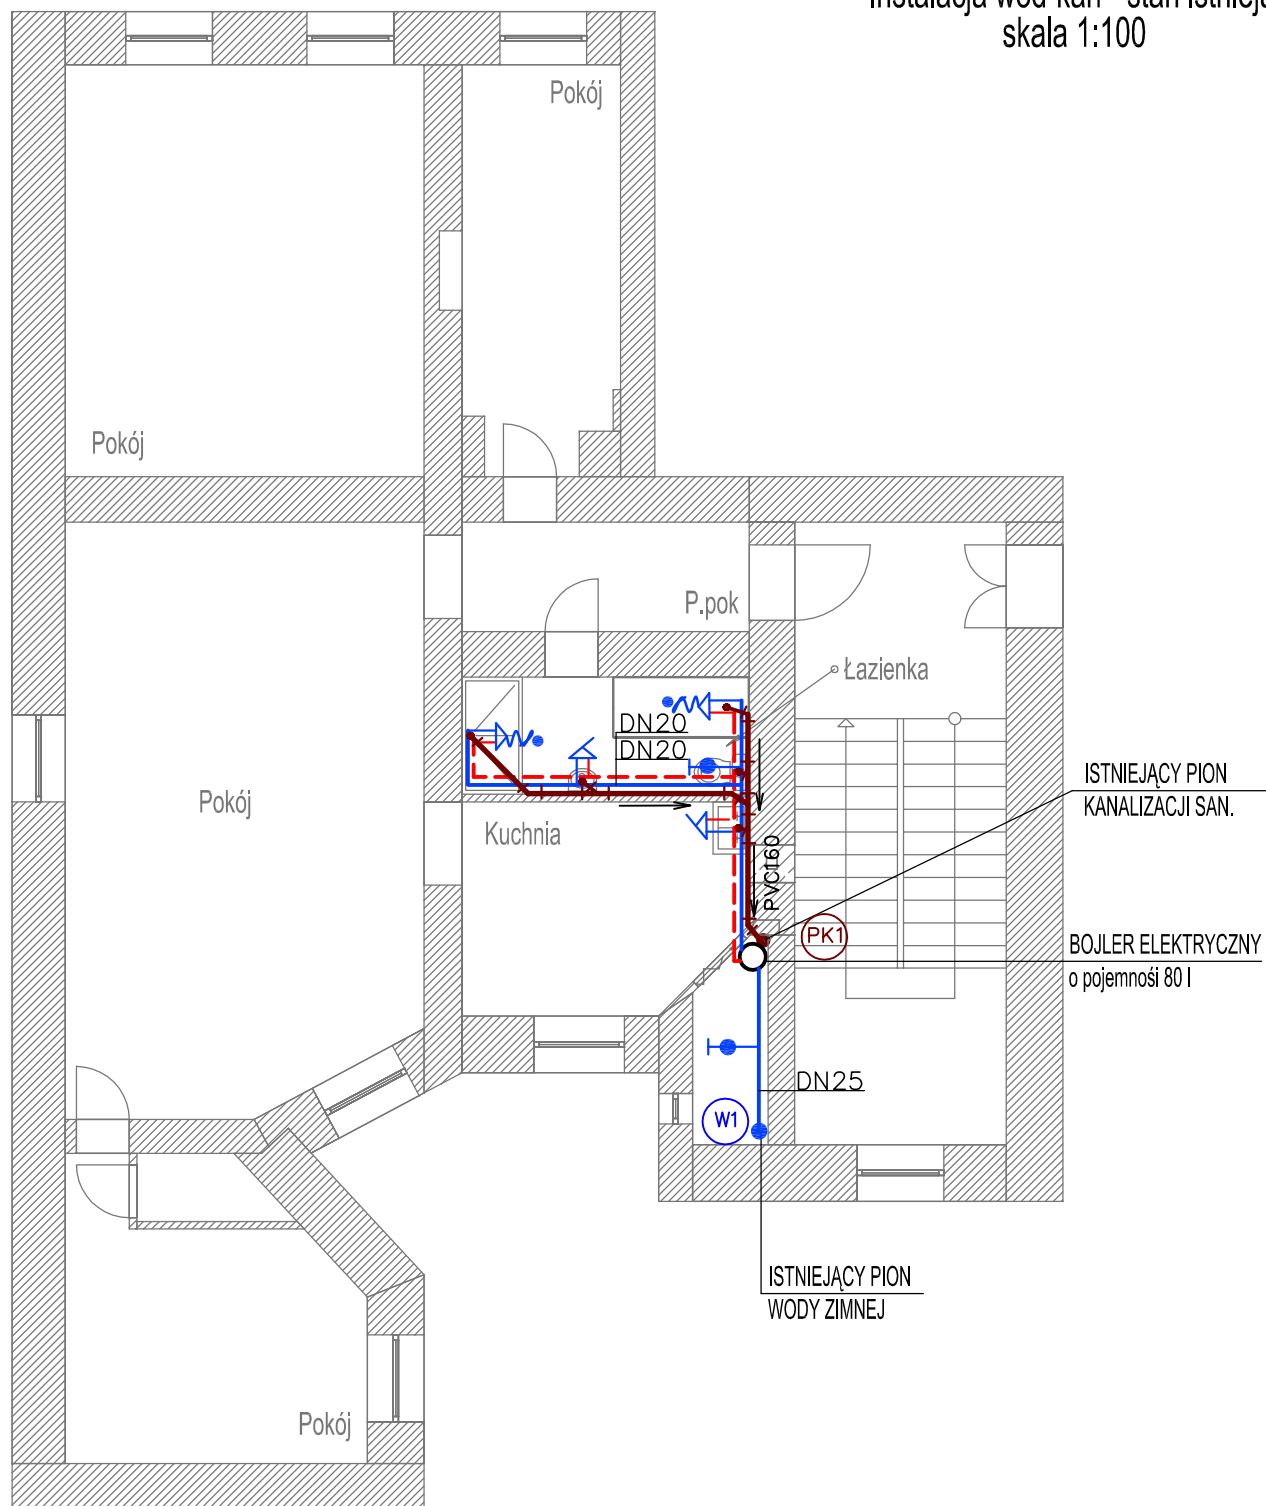 skala 1:100
Pokój
Pokój
P.pok
Łazienka
DN20
DN20
ISTNIEJĄCY PION
KANALIZACJI SAN.
Pokój
Kuchnia
PVC160
PK1
BOJLER ELEKTRYCZNY
o pojemnośi 80 l
DN25
W1
ISTNIEJĄCY PION
WODY ZIMNEJ
Pokój